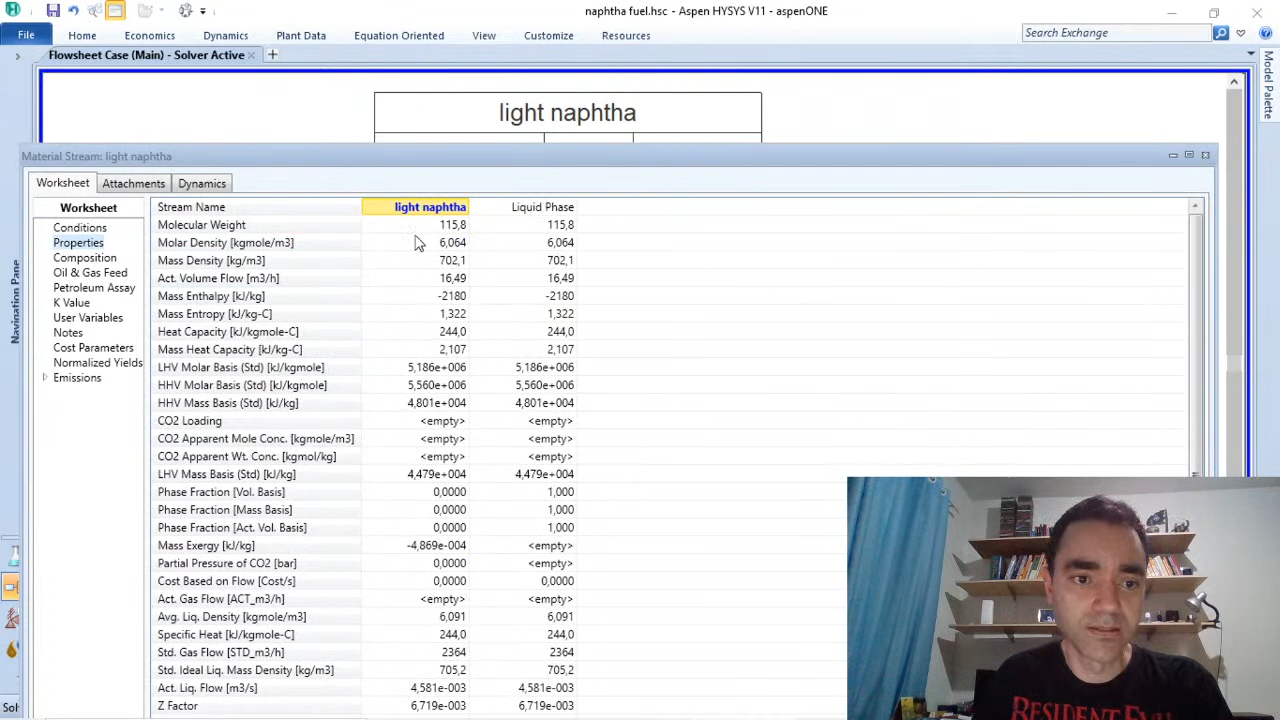 naphtha fuel.hsc - Aspen HYSYS V11 - aspenONE
File Home Economics Dynamics Plant Data Equation Oriented View Customize Resources Search Exchange
Flowsheet Case (Main) - Solver Active
light naphtha
Material Stream: light naphtha
Worksheet Attachments Dynamics
Worksheet
Conditions
Properties
Composition
Oil & Gas Feed
Petroleum Assay
K Value
User Variables
Notes
Cost Parameters
Normalized Yields
Emissions
Stream Name light naphtha Liquid Phase
Molecular Weight 115,8 115,8
Molar Density [kgmole/m3] 6,064 6,064
Mass Density [kg/m3] 702,1 702,1
Act. Volume Flow [m3/h] 16,49 16,49
Mass Enthalpy [kJ/kg] -2180 -2180
Mass Entropy [kJ/kg-C] 1,322 1,322
Heat Capacity [kJ/kgmole-C] 244,0 244,0
Mass Heat Capacity [kJ/kg-C] 2,107 2,107
LHV Molar Basis (Std) [kJ/kgmole] 5,186e+006 5,186e+006
HHV Molar Basis (Std) [kJ/kgmole] 5,560e+006 5,560e+006
HHV Mass Basis (Std) [kJ/kg] 4,801e+004 4,801e+004
CO2 Loading <empty> <empty>
CO2 Apparent Mole Conc. [kgmole/m3] <empty> <empty>
CO2 Apparent Wt. Conc. [kgmol/kg] <empty> <empty>
LHV Mass Basis (Std) [kJ/kg] 4,479e+004 4,479e+004
Phase Fraction [Vol. Basis] 0,0000 1,000
Phase Fraction [Mass Basis] 0,0000 1,000
Phase Fraction [Act. Vol. Basis] 0,0000 1,000
Mass Exergy [kJ/kg] -4,869e-004 <empty>
Partial Pressure of CO2 [bar] 0,0000 <empty>
Cost Based on Flow [Cost/s] 0,0000 0,0000
Act. Gas Flow [ACT_m3/h] <empty> <empty>
Avg. Liq. Density [kgmole/m3] 6,091 6,091
Specific Heat [kJ/kgmole-C] 244,0 244,0
Std. Gas Flow [STD_m3/h] 2364 2364
Std. Ideal Liq. Mass Density [kg/m3] 705,2 705,2
Act. Liq. Flow [m3/s] 4,581e-003 4,581e-003
Z Factor 6,719e-003 6,719e-003
Navigation Pane
Model Palette
Sol
RESIDENT EVIL